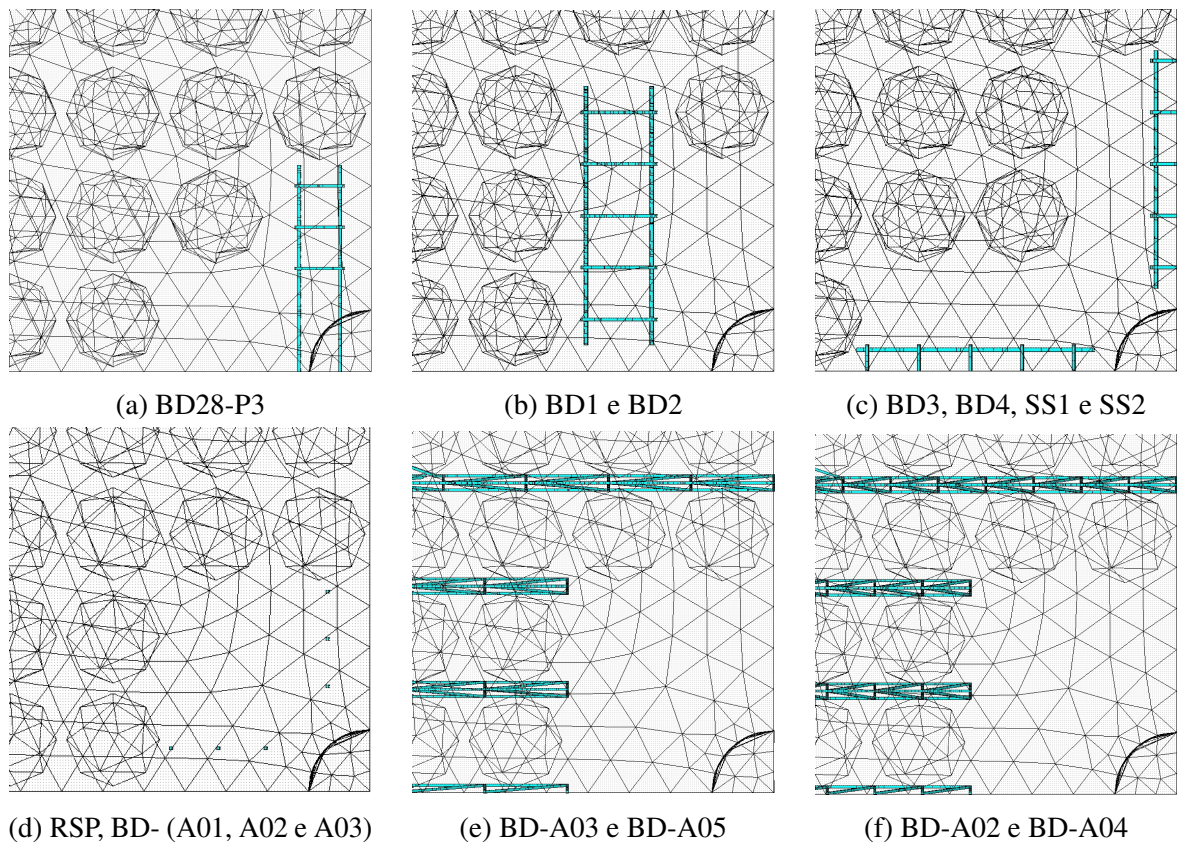 (a) BD28-P3
(b) BD1 e BD2
(c) BD3, BD4, SS1 e SS2
(d) RSP, BD- (A01, A02 e A03)
(e) BD-A03 e BD-A05
(f) BD-A02 e BD-A04